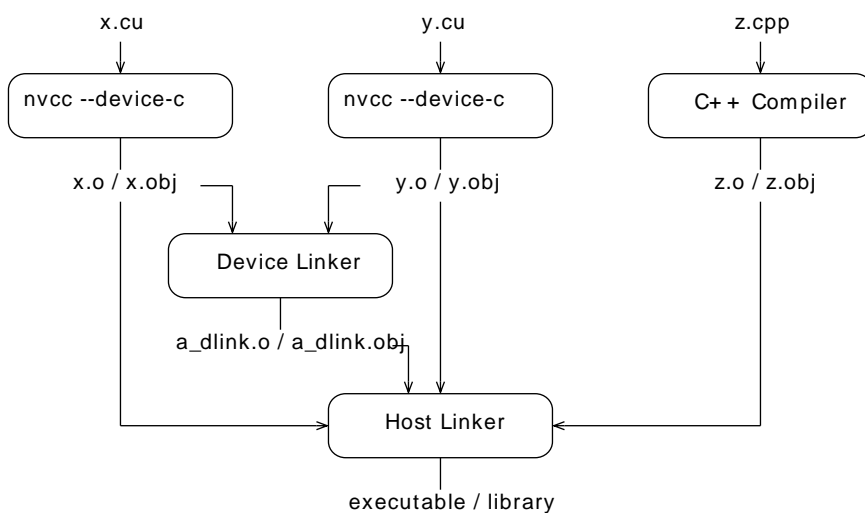 x.cu y.cu z.cpp
nvcc --device-c nvcc --device-c C++ Compiler
x.o / x.obj y.o / y.obj z.o / z.obj
Device Linker
a_dlink.o / a_dlink.obj
Host Linker
executable / library